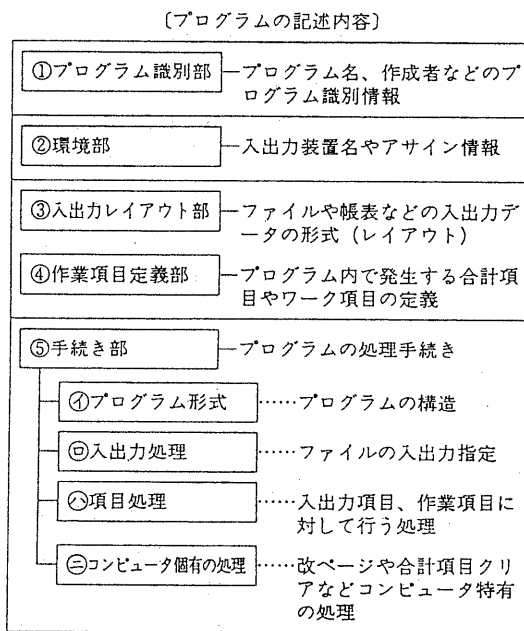 〔プログラムの記述内容〕
①プログラム識別部
プログラム名、作成者などのプ
ログラム識別情報
②環境部
入出力装置名やアサイン情報
③入出力レイアウト部
ファイルや帳表などの入出力デ
ータの形式（レイアウト）
④作業項目定義部
プログラム内で発生する合計項
目やワーク項目の定義
⑤手続き部
プログラムの処理手続き
㋑プログラム形式
……プログラムの構造
㋺入出力処理
……ファイルの入出力指定
㋩項目処理
……入出力項目、作業項目に
対して行う処理
㋥コンピュータ個有の処理
……改ページや合計項目クリ
アなどコンピュータ特有
の処理